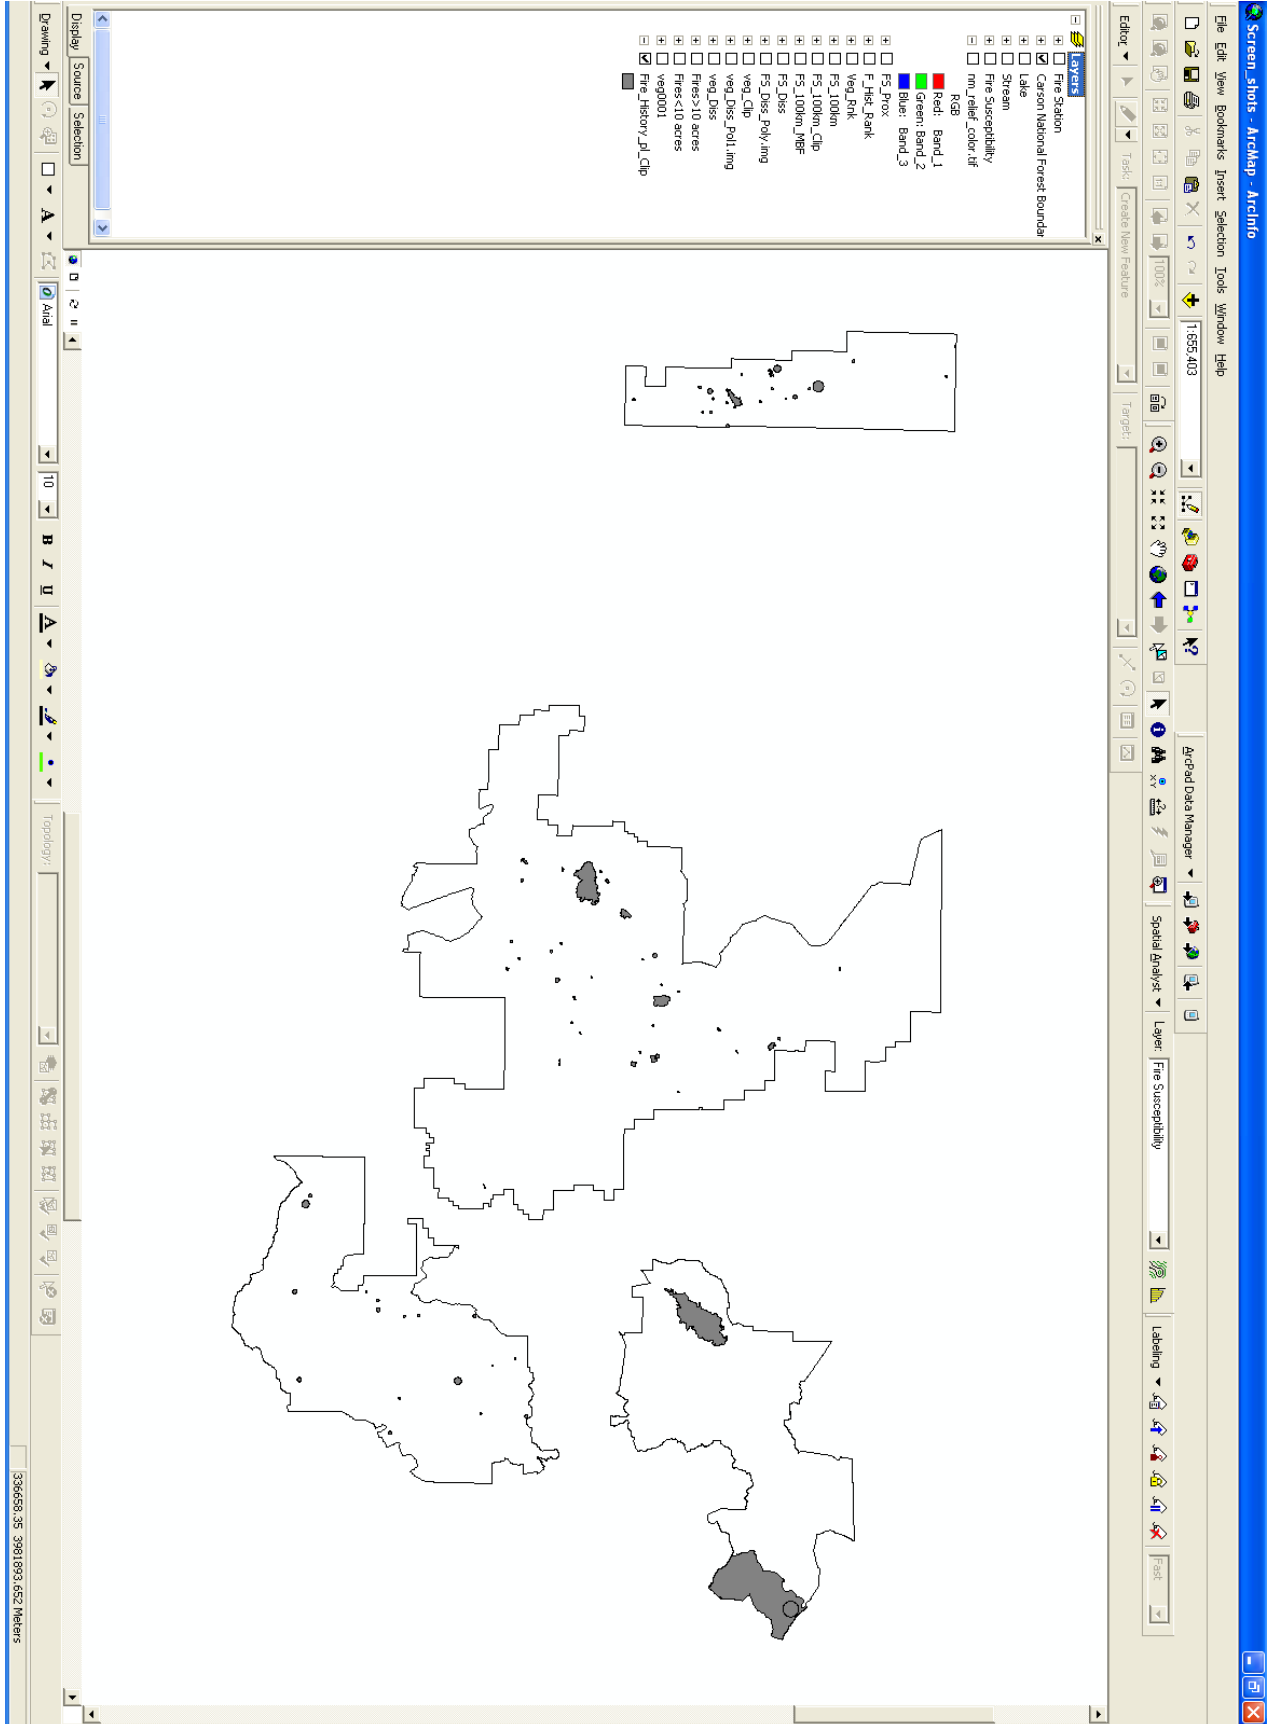 Screen_shots - ArcMap - ArcInfo
File Edit View Bookmarks Insert Selection Tools Window Help
1:655,403
ArcPad Data Manager
100%
Spatial Analyst Layer: Fire Susceptibility
Labeling
Fast
Editor Task: Create New Feature Target:
Layers
Fire Station
Carson National Forest Boundar
Lake
Stream
Fire Susceptibility
nm_relief_color.tif
RGB
Red: Band_1
Green: Band_2
Blue: Band_3
FS_Prox
F_Hist_Rank
Veg_Rnk
FS_100km
FS_100km_Clip
FS_100km_MBF
FS_Diss
FS_Diss_Poly.img
veg_Clip
veg_Diss_Pol1.img
veg_Diss
Fires>10 acres
Fires<10 acres
veg0001
Fire_History_pl_Clip
Display Source Selection
Drawing A Arial 10 B I U A Topology:
336658.35 3981893.652 Meters